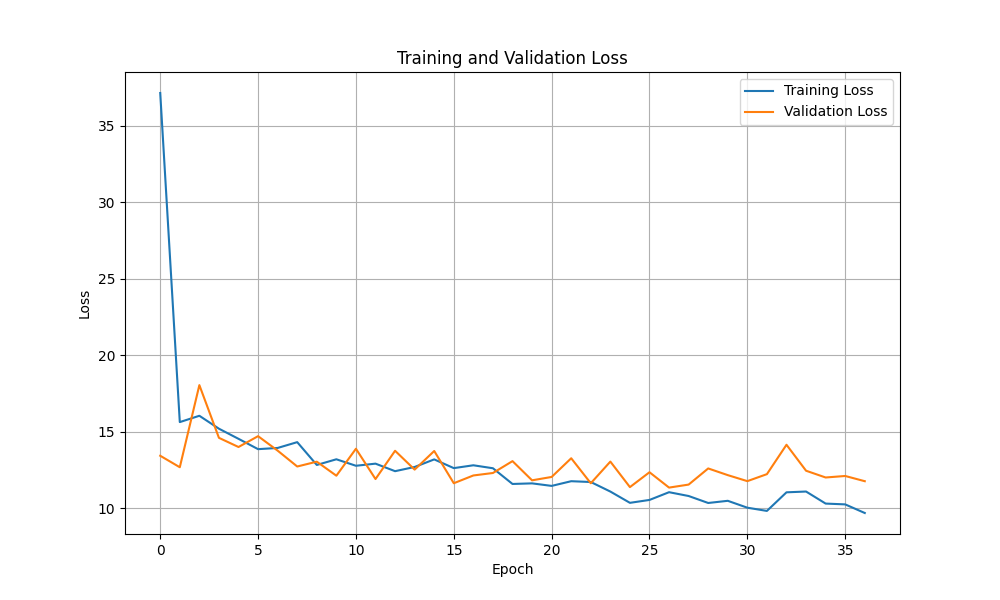 Training and Validation Loss
Training Loss
Validation Loss
35
30
25
20
15
10
Loss
0 5 10 15 20 25 30 35
Epoch